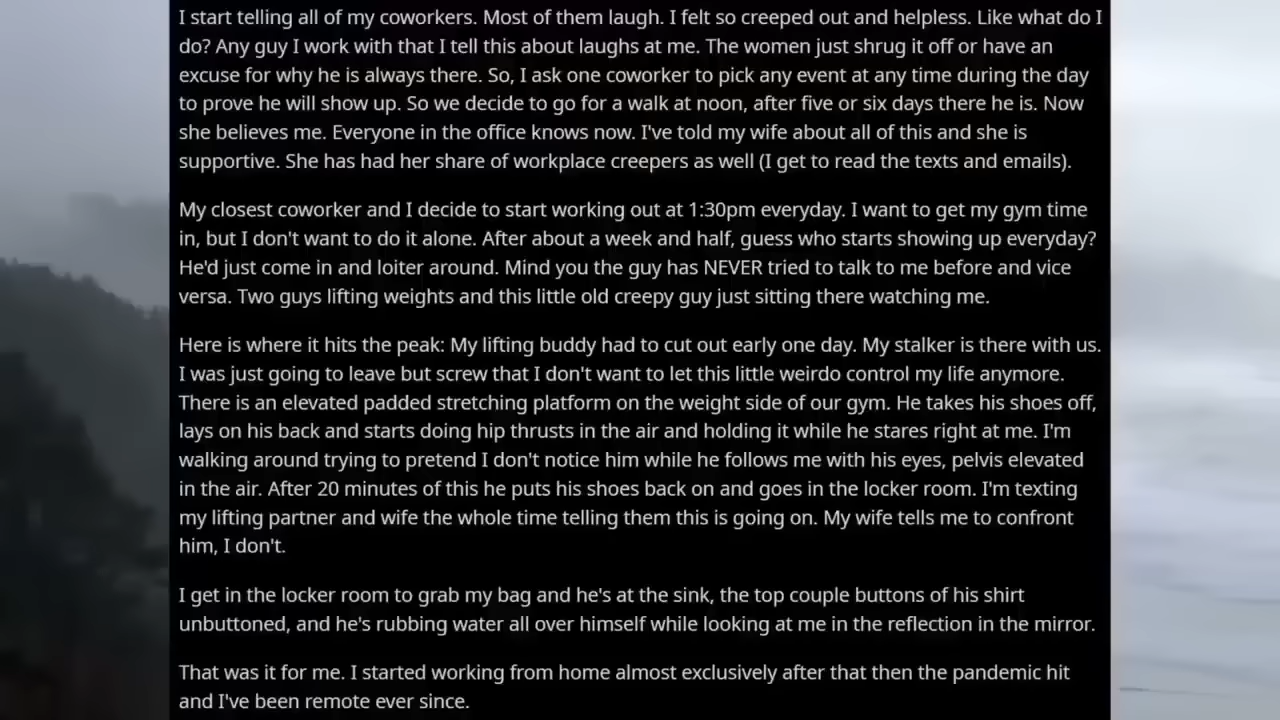 I start telling all of my coworkers. Most of them laugh. I felt so creeped out and helpless. Like what do I
do? Any guy I work with that I tell this about laughs at me. The women just shrug it off or have an
excuse for why he is always there. So, I ask one coworker to pick any event at any time during the day
to prove he will show up. So we decide to go for a walk at noon, after five or six days there he is. Now
she believes me. Everyone in the office knows now. I've told my wife about all of this and she is
supportive. She has had her share of workplace creepers as well (I get to read the texts and emails).
My closest coworker and I decide to start working out at 1:30pm everyday. I want to get my gym time
in, but I don't want to do it alone. After about a week and half, guess who starts showing up everyday?
He'd just come in and loiter around. Mind you the guy has NEVER tried to talk to me before and vice
versa. Two guys lifting weights and this little old creepy guy just sitting there watching me.
Here is where it hits the peak: My lifting buddy had to cut out early one day. My stalker is there with us.
I was just going to leave but screw that I don't want to let this little weirdo control my life anymore.
There is an elevated padded stretching platform on the weight side of our gym. He takes his shoes off,
lays on his back and starts doing hip thrusts in the air and holding it while he stares right at me. I'm
walking around trying to pretend I don't notice him while he follows me with his eyes, pelvis elevated
in the air. After 20 minutes of this he puts his shoes back on and goes in the locker room. I'm texting
my lifting partner and wife the whole time telling them this is going on. My wife tells me to confront
him, I don't.
I get in the locker room to grab my bag and he's at the sink, the top couple buttons of his shirt
unbuttoned, and he's rubbing water all over himself while looking at me in the reflection in the mirror.
That was it for me. I started working from home almost exclusively after that then the pandemic hit
and I've been remote ever since.